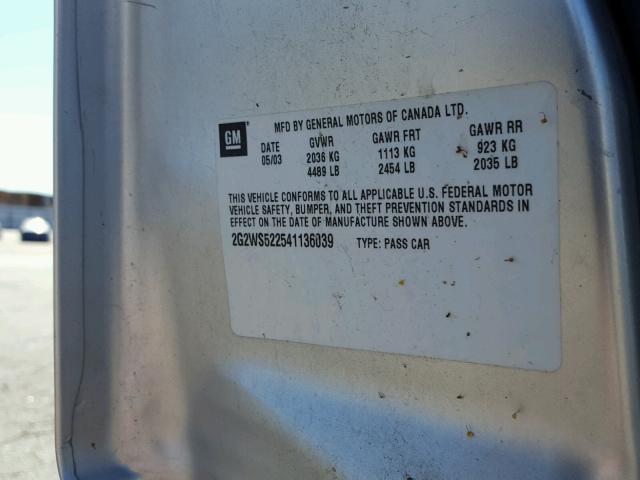 GM
MFD BY GENERAL MOTORS OF CANADA LTD.
DATE GVWR GAWR FRT GAWR RR
05/03 2036 KG 1113 KG 923 KG
4489 LB 2454 LB 2035 LB
THIS VEHICLE CONFORMS TO ALL APPLICABLE U.S. FEDERAL MOTOR
VEHICLE SAFETY, BUMPER, AND THEFT PREVENTION STANDARDS IN
EFFECT ON THE DATE OF MANUFACTURE SHOWN ABOVE.
2G2WS522541136039 TYPE: PASS CAR